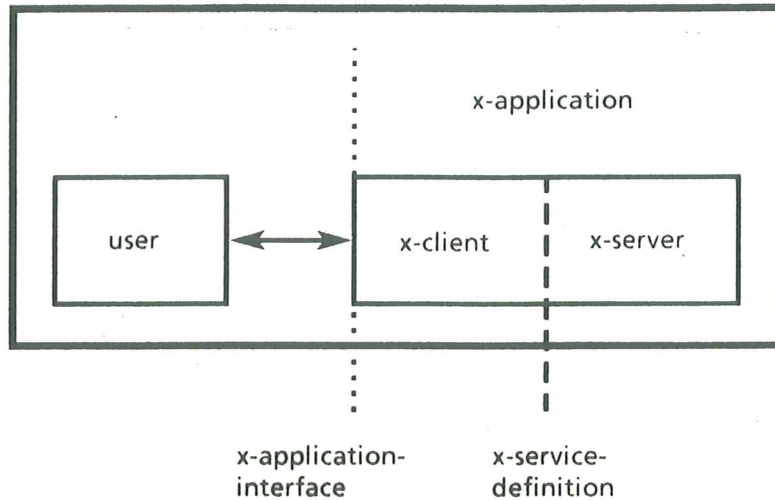 x-application
user
x-client
x-server
x-application-
interface
x-service-
definition